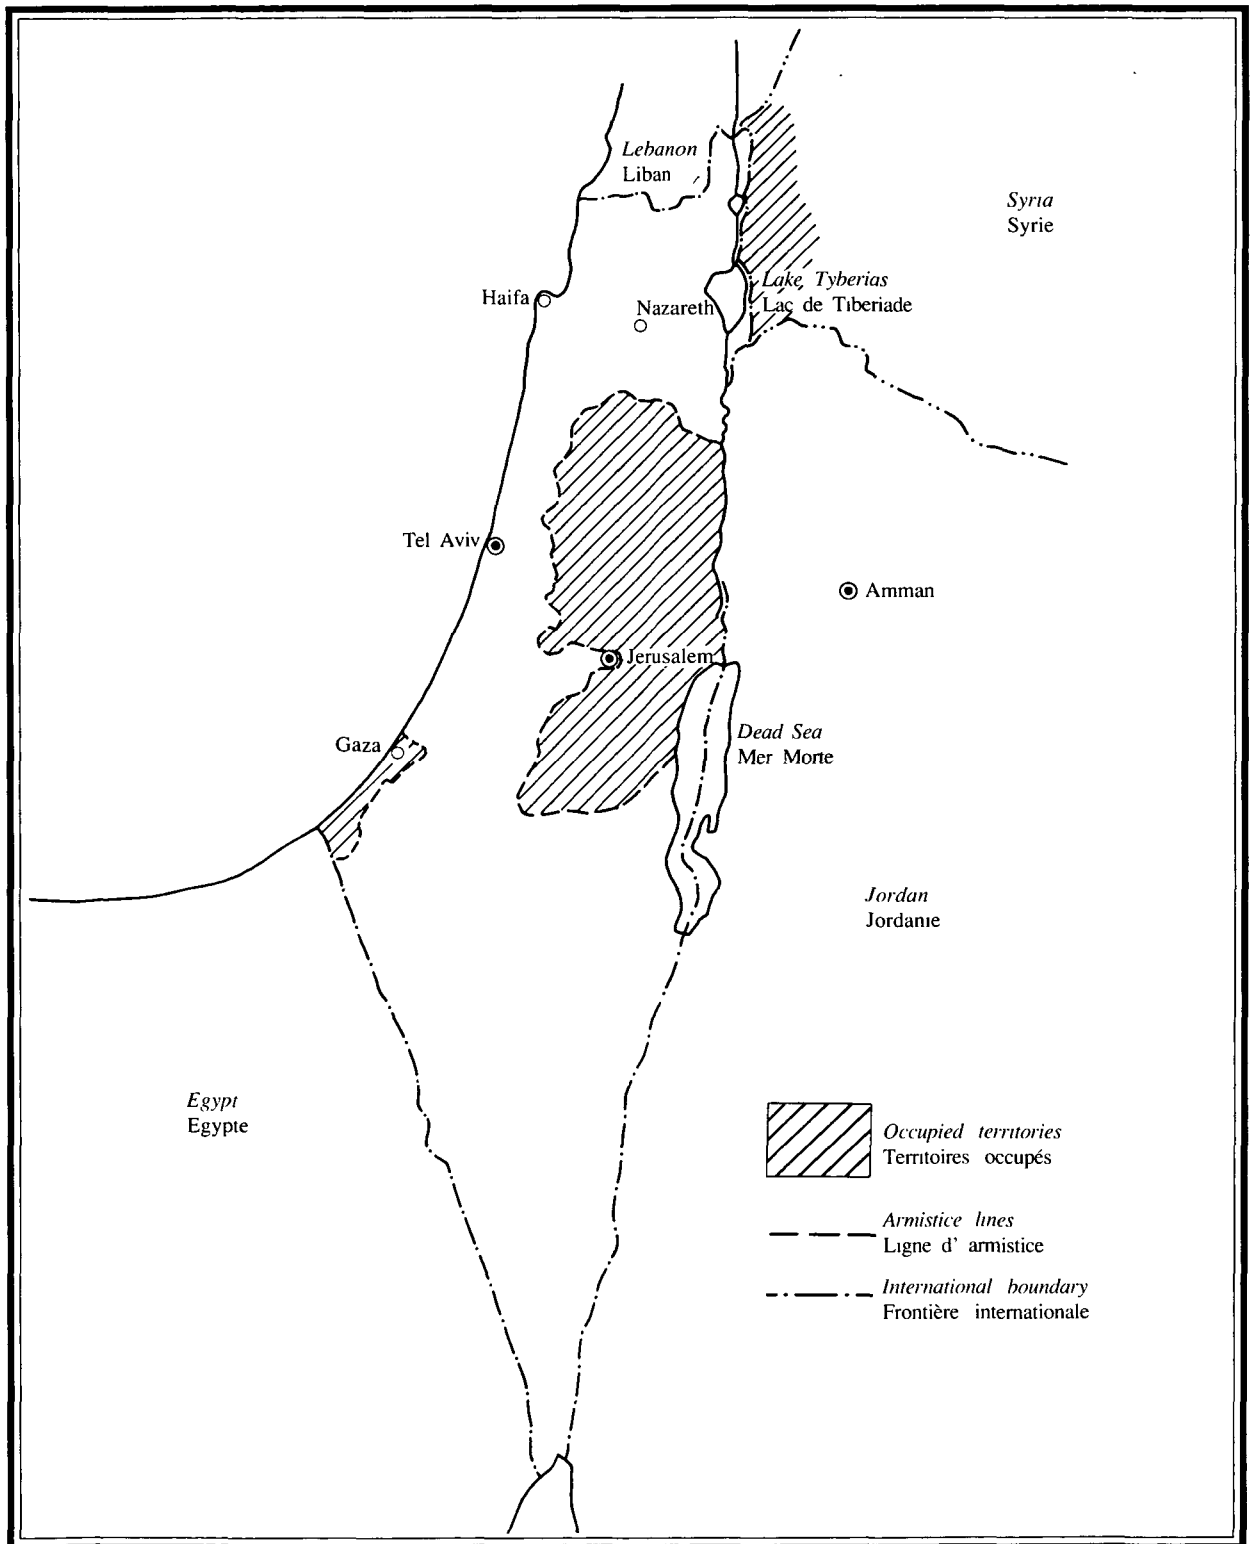 Lebanon
Liban
Syria
Syrie
Lake Tyberias
Lac de Tiberiade
Haifa
Nazareth
Tel Aviv
Amman
Jerusalem
Gaza
Dead Sea
Mer Morte
Jordan
Jordanie
Egypt
Egypte
Occupied territories
Territoires occupés
Armistice lines
Ligne d' armistice
International boundary
Frontière internationale